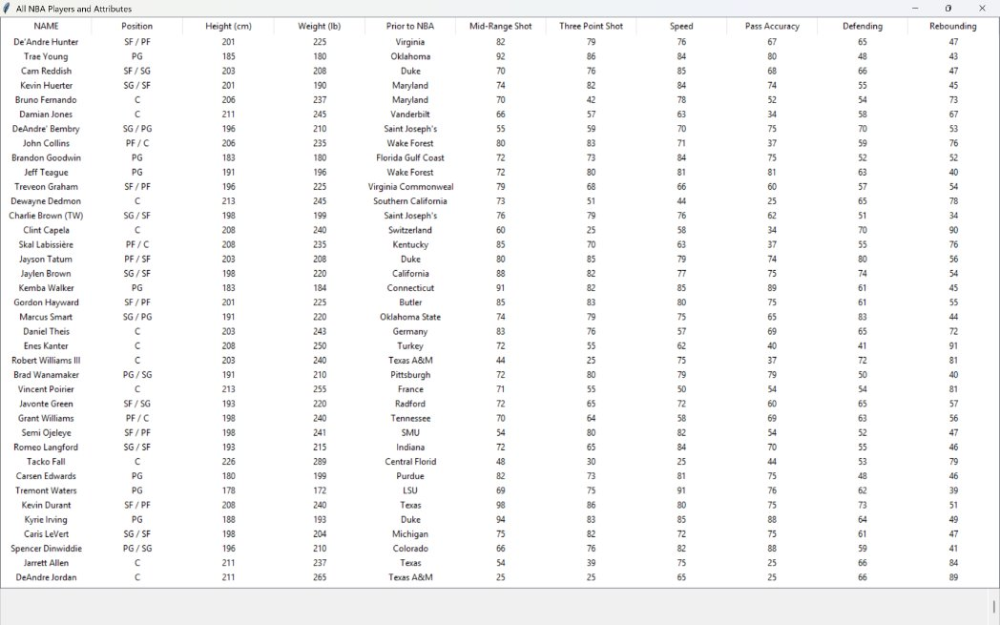 All NBA Players and Attributes
NAME Position Height (cm) Weight (lb) Prior to NBA Mid-Range Shot Three Point Shot Speed Pass Accuracy Defending Rebounding
De'Andre Hunter SF / PF 201 225 Virginia 82 79 76 67 65 47
Trae Young PG 185 180 Oklahoma 92 86 84 80 48 43
Cam Reddish SF / SG 203 208 Duke 70 76 85 68 66 47
Kevin Huerter SG / SF 201 190 Maryland 74 82 84 74 55 45
Bruno Fernando C 206 237 Maryland 70 42 78 52 54 73
Damian Jones C 211 245 Vanderbilt 66 57 63 34 58 67
DeAndre' Bembry SG / PG 196 210 Saint Joseph's 55 59 70 75 70 53
John Collins PF / C 206 235 Wake Forest 80 83 71 37 59 76
Brandon Goodwin PG 183 180 Florida Gulf Coast 72 73 84 75 52 52
Jeff Teague PG 191 196 Wake Forest 72 80 81 81 63 40
Treveon Graham SF / PF 196 225 Virginia Commonweal 79 68 66 60 57 54
Dewayne Dedmon C 213 245 Southern California 73 51 44 25 65 78
Charlie Brown (TW) SG / SF 198 199 Saint Joseph's 76 79 76 62 51 34
Clint Capela C 208 240 Switzerland 60 25 58 34 70 90
Skal Labissière PF / C 208 235 Kentucky 85 70 63 37 55 76
Jayson Tatum PF / SF 203 208 Duke 80 85 79 74 80 56
Jaylen Brown SG / SF 198 220 California 88 82 77 75 74 54
Kemba Walker PG 183 184 Connecticut 91 82 85 89 61 45
Gordon Hayward SF / PF 201 225 Butler 85 83 80 75 61 55
Marcus Smart SG / PG 191 220 Oklahoma State 74 79 75 65 83 44
Daniel Theis C 203 243 Germany 83 76 57 69 65 72
Enes Kanter C 208 250 Turkey 72 55 62 40 41 91
Robert Williams III C 203 240 Texas A&M 44 25 75 37 72 81
Brad Wanamaker PG / SG 191 210 Pittsburgh 72 80 79 79 50 40
Vincent Poirier C 213 255 France 71 55 50 54 54 81
Javonte Green SF / SG 193 220 Radford 72 65 72 60 65 57
Grant Williams PF / C 198 240 Tennessee 70 64 58 69 63 56
Semi Ojeleye SF / PF 198 241 SMU 54 80 82 54 52 47
Romeo Langford SG / SF 193 215 Indiana 72 65 84 70 55 46
Tacko Fall C 226 289 Central Florid 48 30 25 44 53 79
Carsen Edwards PG 180 199 Purdue 82 73 81 75 48 46
Tremont Waters PG 178 172 LSU 69 75 91 76 62 39
Kevin Durant SF / PF 208 240 Texas 98 86 80 75 73 51
Kyrie Irving PG 188 193 Duke 94 83 85 88 64 49
Caris LeVert SG / SF 198 204 Michigan 75 82 72 75 61 47
Spencer Dinwiddie PG / SG 196 210 Colorado 66 76 82 88 59 41
Jarrett Allen C 211 237 Texas 54 39 75 25 66 84
DeAndre Jordan C 211 265 Texas A&M 25 25 65 25 66 89